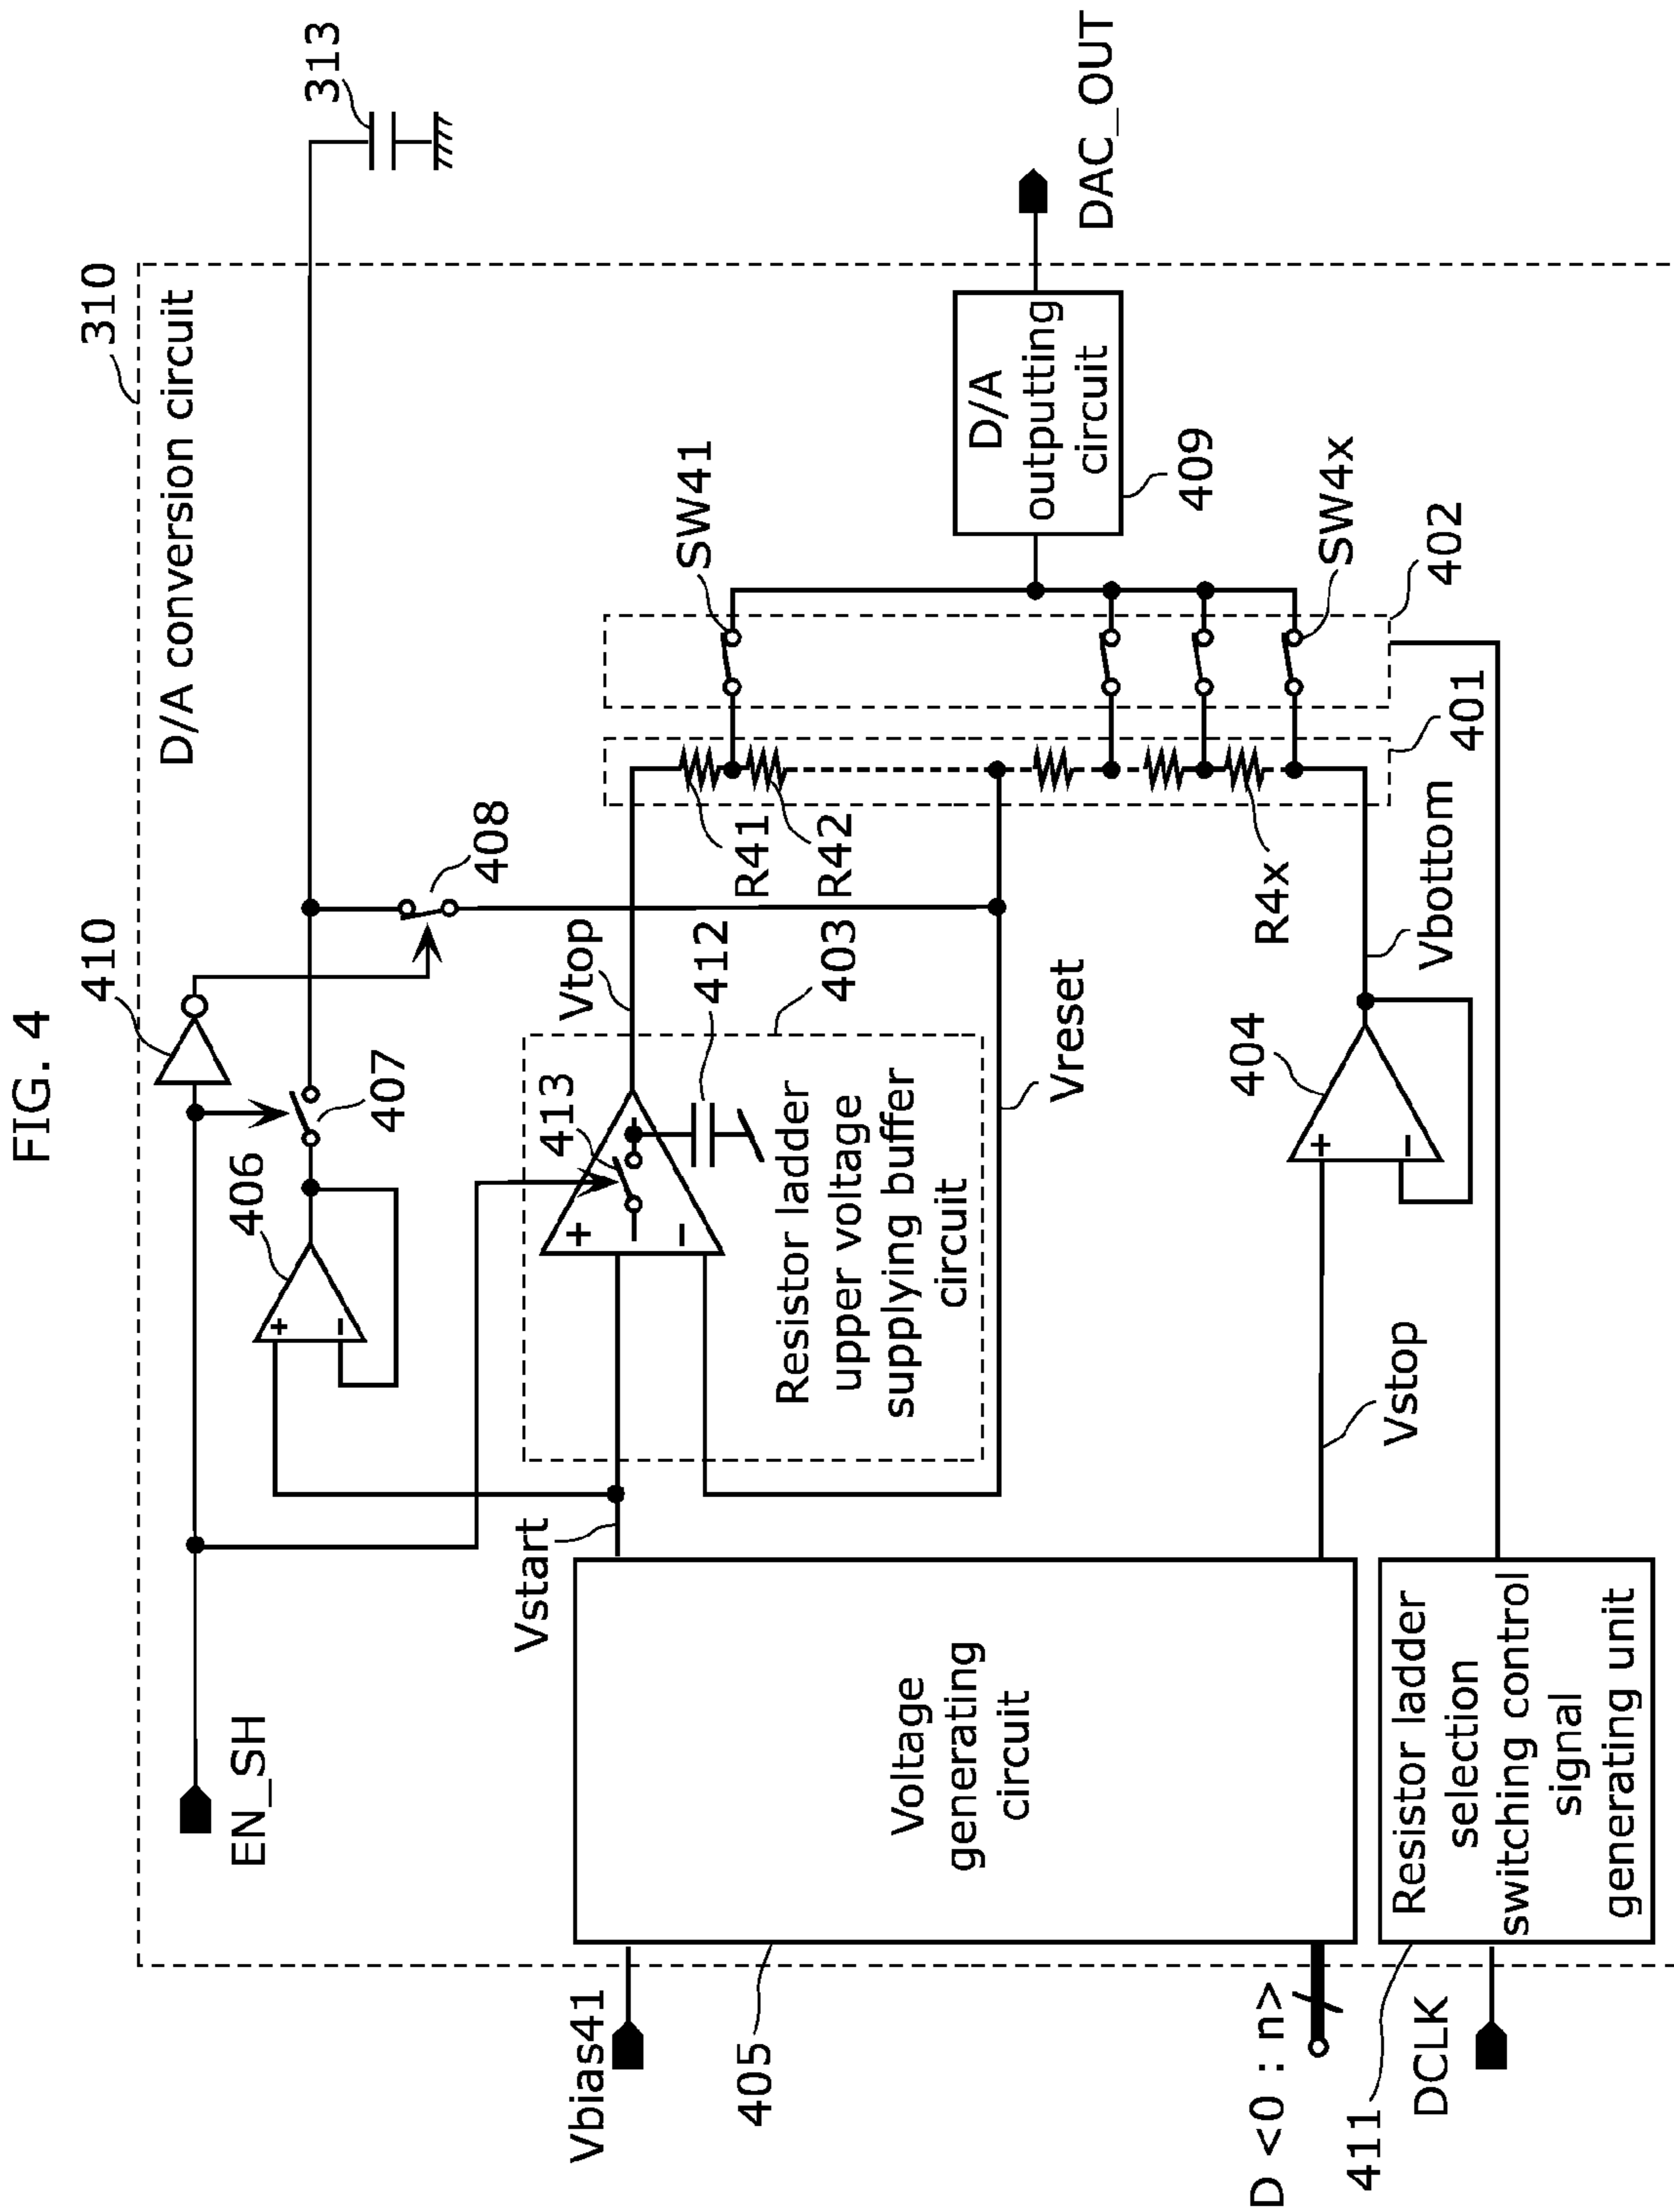 FIG. 4
310
D/A conversion circuit
313
410
EN_SH
406
407
408
Vstart
413
Vtop
412
403
Resistor ladder
upper voltage
supplying buffer
circuit
Vreset
R41
R42
R4x
SW41
SW4x
401
402
D/A
outputting
circuit
409
DAC_OUT
Vbias41
405
Voltage
generating
circuit
D <0 : n>
Vstop
404
Vbottom
DCLK
411
Resistor ladder
selection
switching control
signal
generating unit
+
−
+
−
+
−